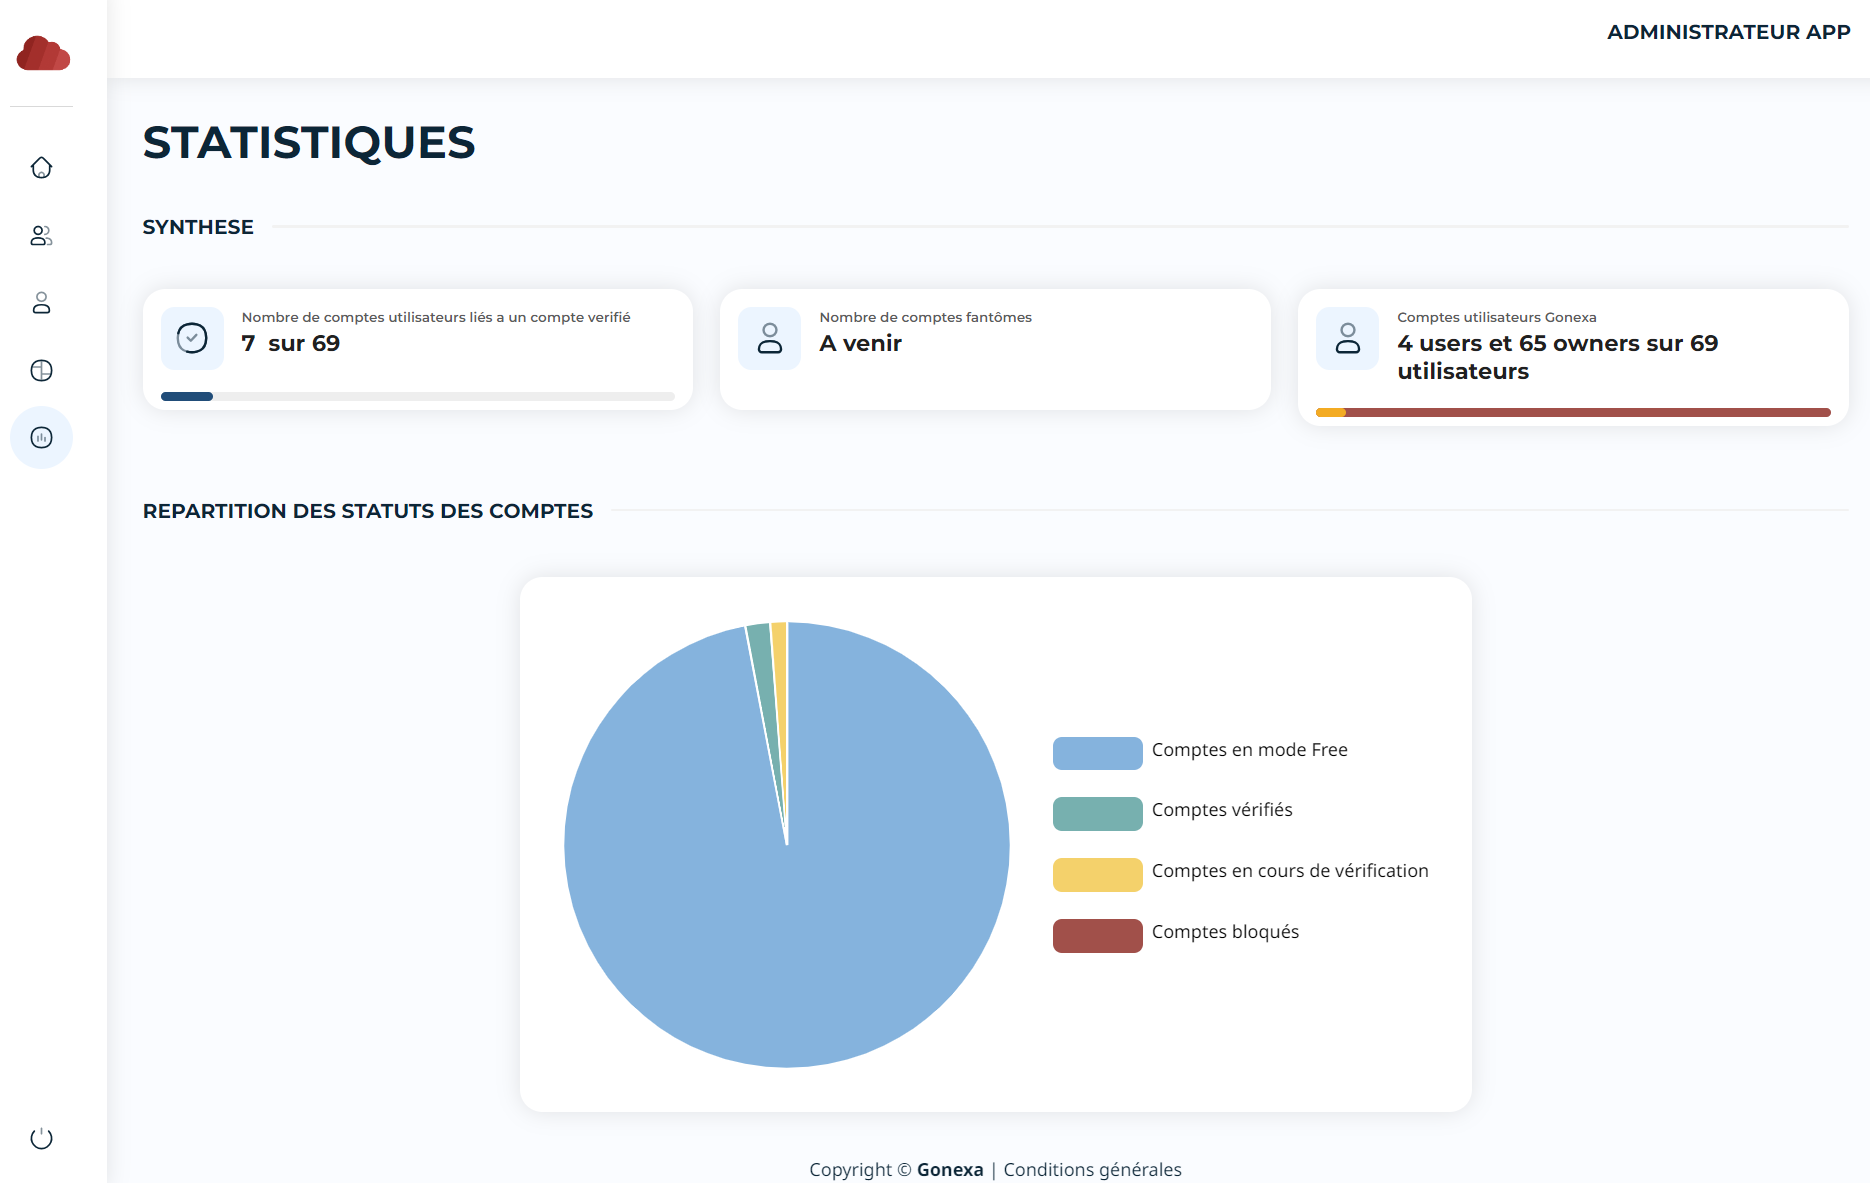 ADMINISTRATEUR APP
STATISTIQUES
SYNTHESE
Nombre de comptes utilisateurs liés a un compte verifié
7 sur 69
Nombre de comptes fantômes
A venir
Comptes utilisateurs Gonexa
4 users et 65 owners sur 69
utilisateurs
REPARTITION DES STATUTS DES COMPTES
Comptes en mode Free
Comptes vérifiés
Comptes en cours de vérification
Comptes bloqués
Copyright © Gonexa | Conditions générales